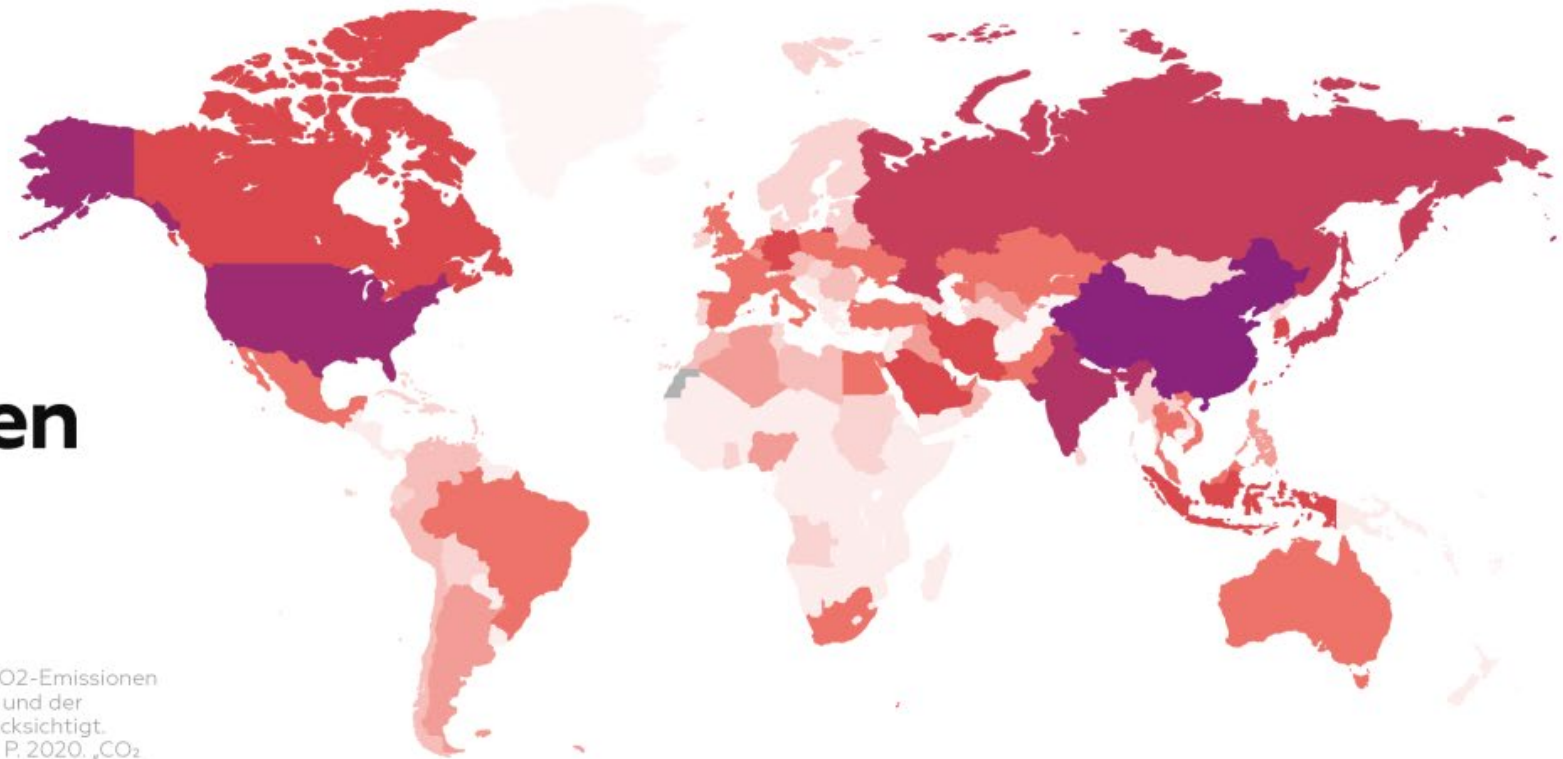 en
O2-Emissionen
und der
cksichtigt.
P. 2020. „CO₂